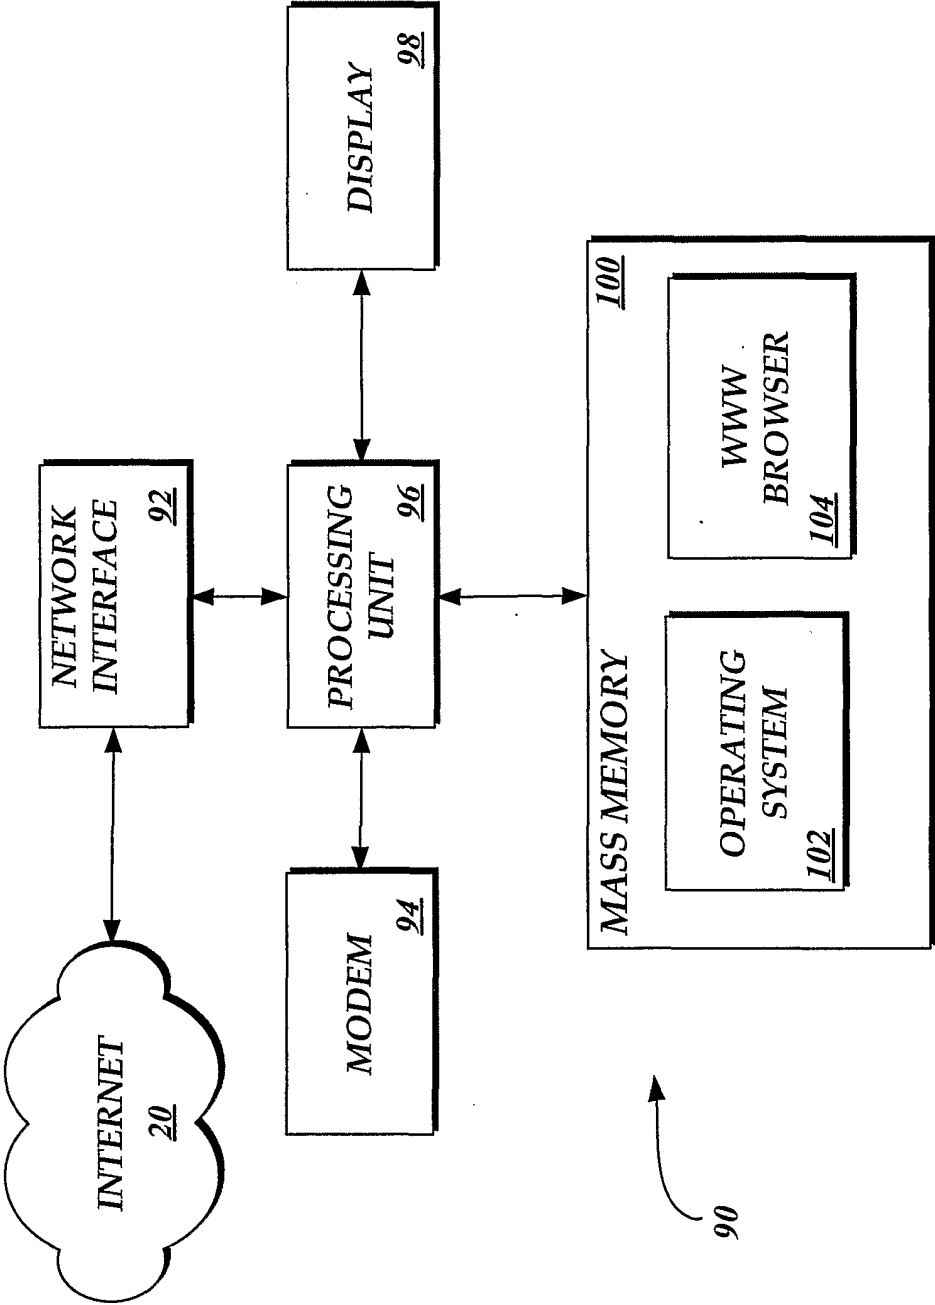 INTERNET
20
NETWORK
INTERFACE
92
MODEM
94
PROCESSING
UNIT
96
DISPLAY
98
MASS MEMORY
100
OPERATING
SYSTEM
102
WWW
BROWSER
104
90